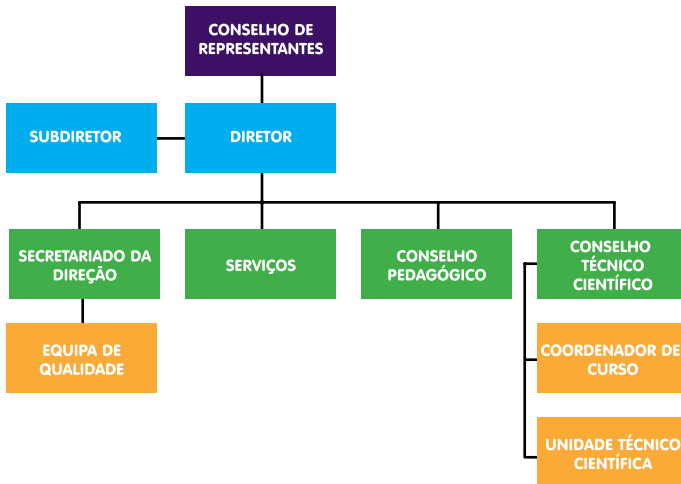 CONSELHO DE
REPRESENTANTES
SUBDIRETOR
DIRETOR
SECRETARIADO DA
DIREÇÃO
SERVIÇOS
CONSELHO
PEDAGÓGICO
CONSELHO
TÉCNICO
CIENTÍFICO
EQUIPA DE
QUALIDADE
COORDENADOR DE
CURSO
UNIDADE TÉCNICO
CIENTÍFICA